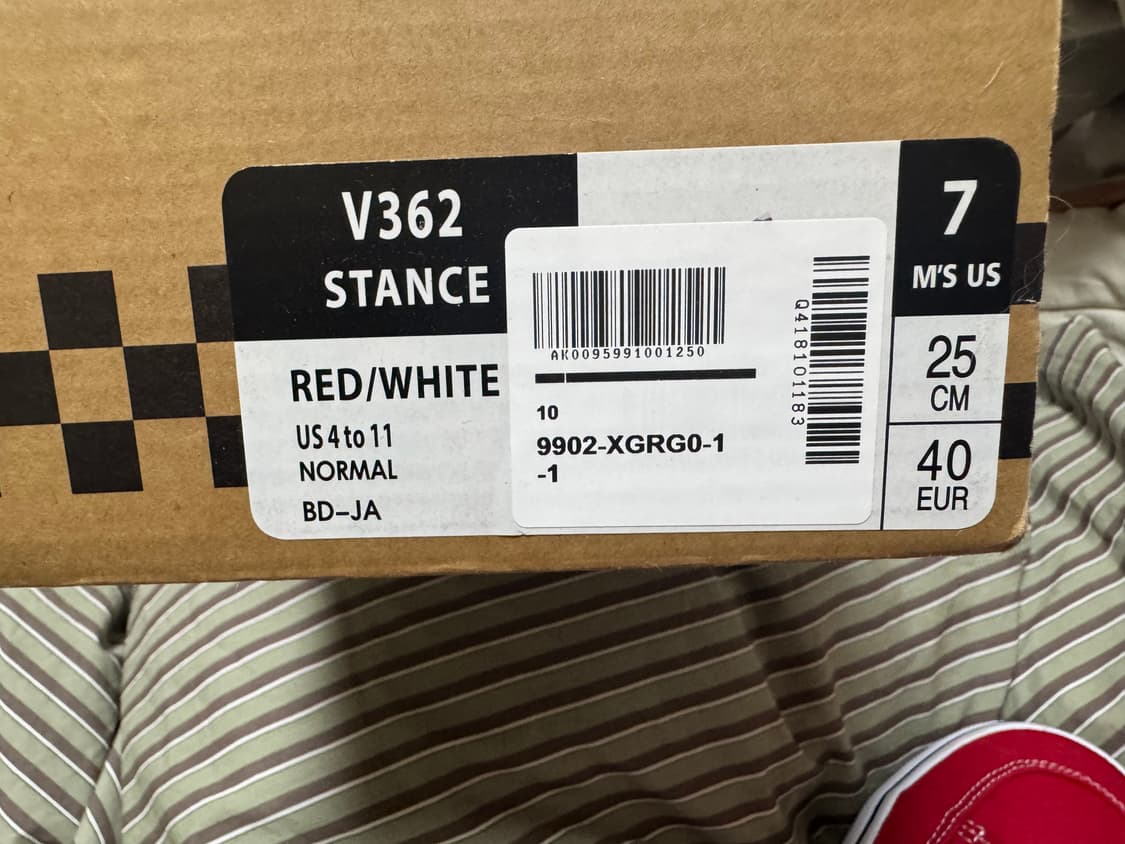 V362
STANCE
RED/WHITE
US 4 to 11
NORMAL
BD-JA
AK0095991001250
10
9902-XGRG0-1
-1
Q418101183
7
M'S US
25
CM
40
EUR